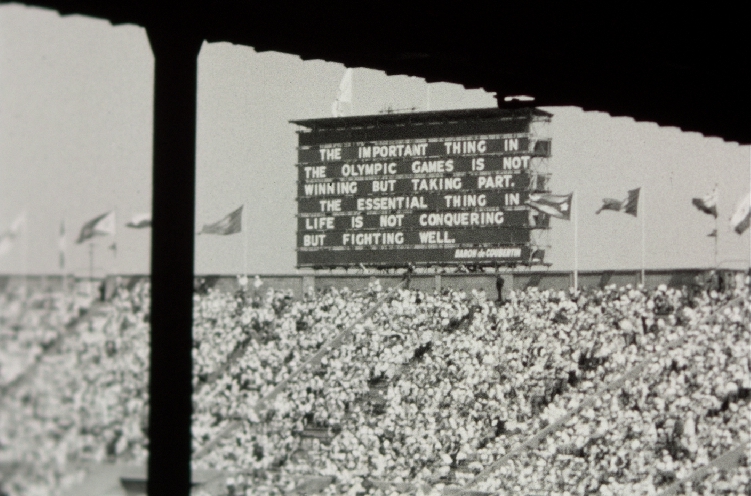 THE IMPORTANT THING IN
THE OLYMPIC GAMES IS NOT
WINNING BUT TAKING PART.
THE ESSENTIAL THING IN
LIFE IS NOT CONQUERING
BUT FIGHTING WELL.
BARON de COUBERTIN